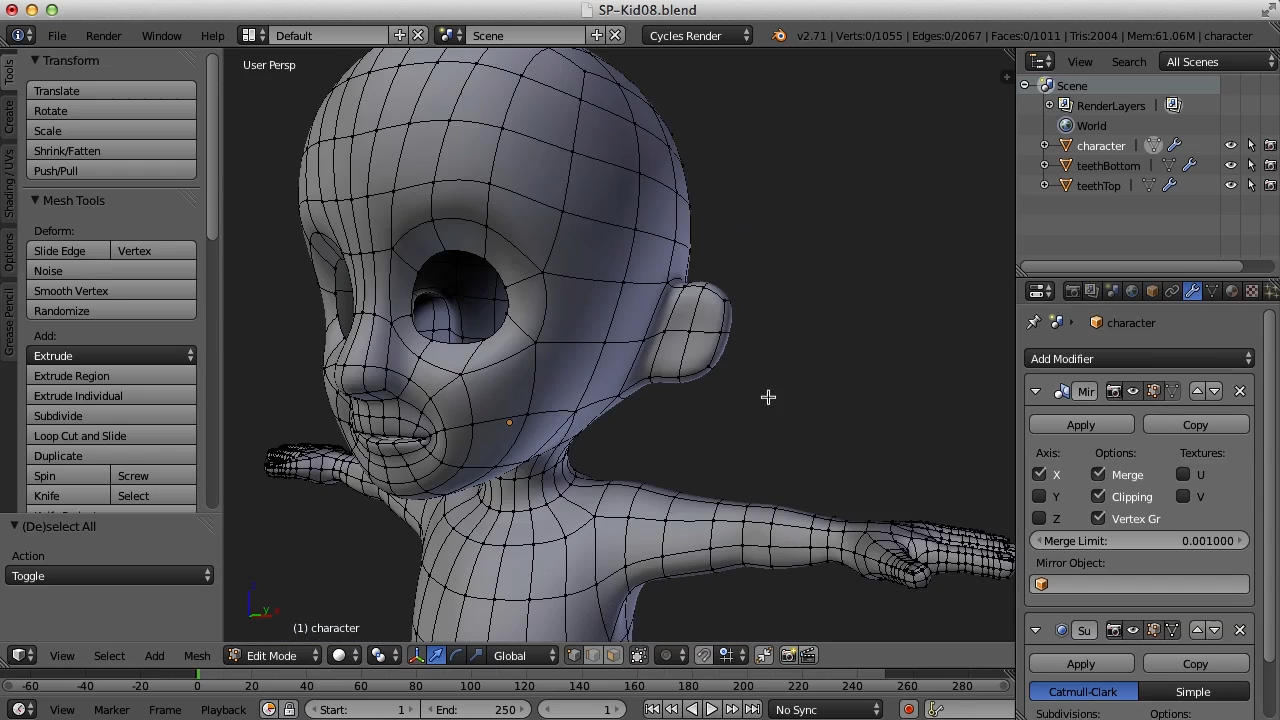 SP-Kid08.blend
File Render Window Help Default Scene Cycles Render v2.71 | Verts:0/1055 | Edges:0/2067 | Faces:0/1011 | Tris:2004 | Mem:61.06M | character
Tools
Create
Shading / UVs
Options
Grease Pencil
Transform
Translate
Rotate
Scale
Shrink/Fatten
Push/Pull
Mesh Tools
Deform:
Slide Edge Vertex
Noise
Smooth Vertex
Randomize
Add:
Extrude
Extrude Region
Extrude Individual
Subdivide
Loop Cut and Slide
Duplicate
Spin Screw
Knife Select
(De)select All
Action
Toggle
User Persp
z
y
(1) character
View Select Add Mesh Edit Mode Global
-60 -40 -20 0 20 40 60 80 100 120 140 160 180 200 220 240 260 280
View Marker Frame Playback Start: 1 End: 250 1 No Sync
View Search All Scenes
Scene
RenderLayers
World
character
teethBottom
teethTop
character
Add Modifier
Mir
Apply Copy
Axis: Options: Textures:
X Merge U
Y Clipping V
Z Vertex Gr
Merge Limit: 0.001000
Mirror Object:
Su
Apply Copy
Catmull-Clark Simple
Subdivisions: Options: